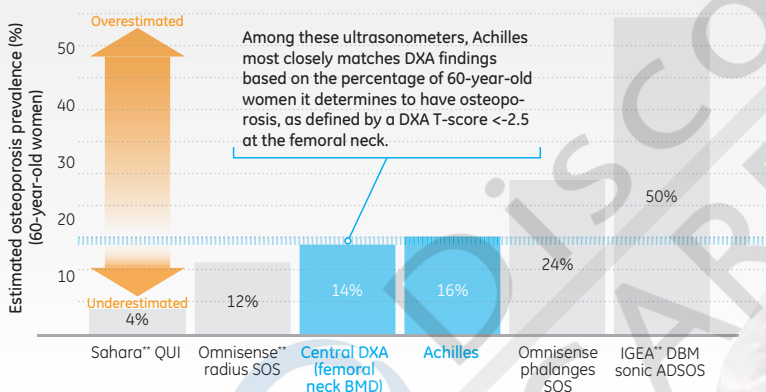 Estimated osteoporosis prevalence (%)
(60-year-old women)
Overestimated
50
40
30
20
10
Underestimated
Among these ultrasonometers, Achilles
most closely matches DXA findings
based on the percentage of 60-year-old
women it determines to have osteopo-
rosis, as defined by a DXA T-score <-2.5
at the femoral neck.
4%
12%
14%
16%
24%
50%
Sahara** QUI
Omnisense**
radius SOS
Central DXA
(femoral
neck BMD)
Achilles
Omnisense
phalanges
SOS
IGEA** DBM
sonic ADSOS
DISCO
CAR